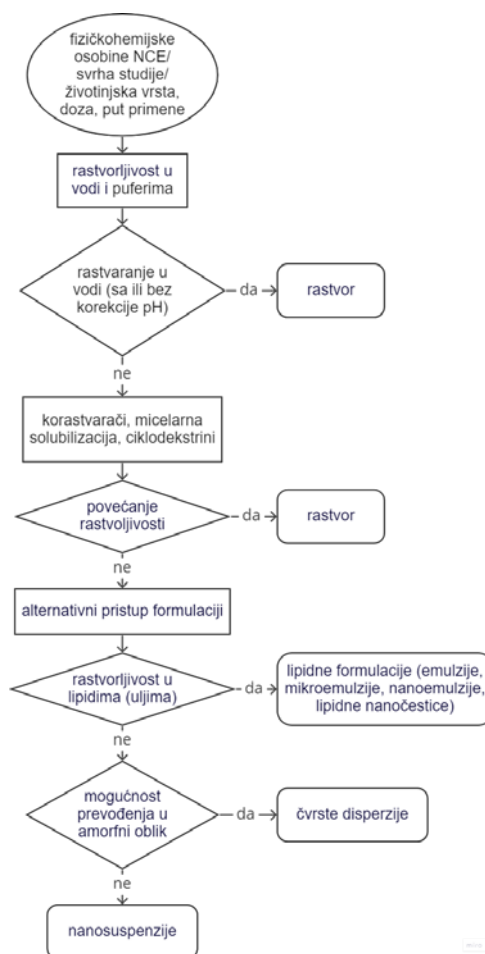 fizičkohemijske
osobine NCE/
svrha studije/
životinjska vrsta,
doza, put primene
rastvorljivost u
vodi i puferima
rastvaranje u
vodi (sa ili bez
korekcije pH)
da
rastvor
ne
korastvarači, micelarna
solubilizacija, ciklodekstrini
povećanje
rastvoljivosti
da
rastvor
ne
alternativni pristup formulaciji
rastvorljivost u
lipidima (uljima)
da
lipidne formulacije (emulzije,
mikroemulzije, nanoemulzije,
lipidne nanočestice)
ne
mogućnost
prevođenja u
amorfni oblik
da
čvrste disperzije
ne
nanosuspenzije